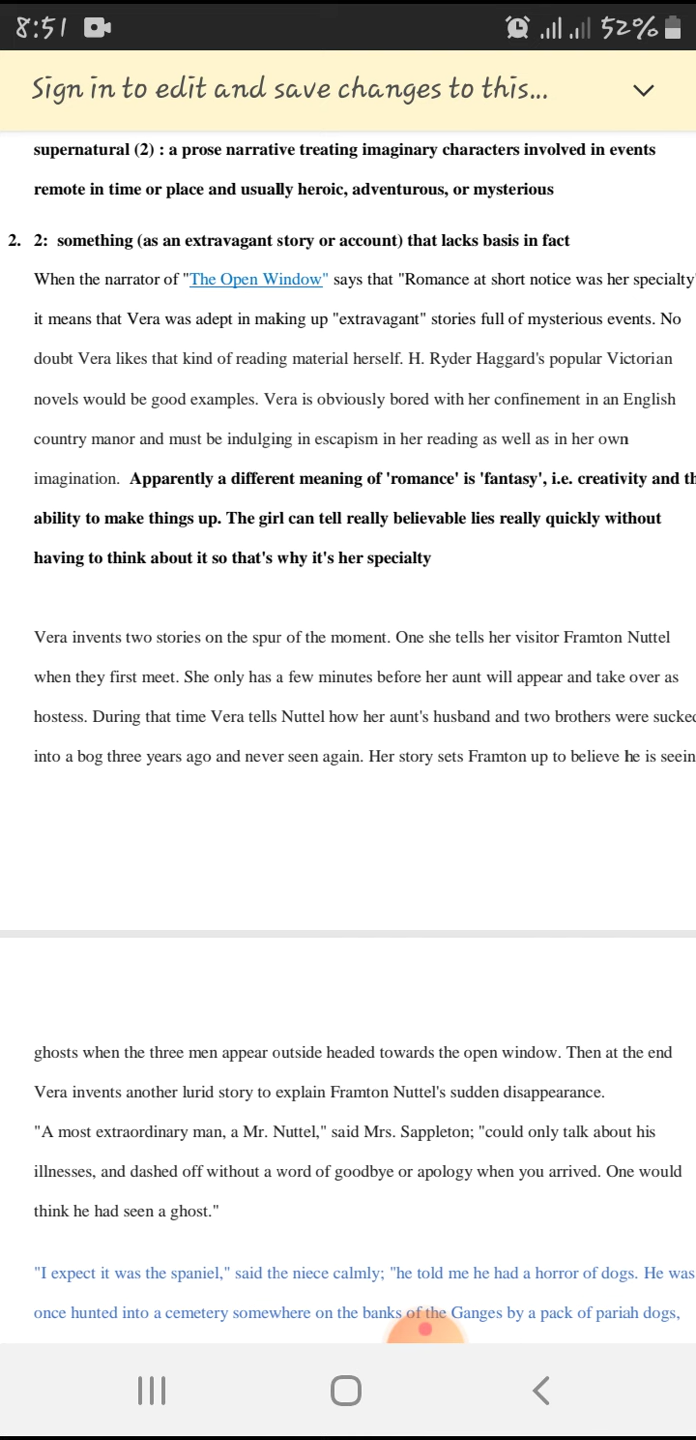 8:51 52%
Sign in to edit and save changes to this...
supernatural (2) : a prose narrative treating imaginary characters involved in events
remote in time or place and usually heroic, adventurous, or mysterious
2. 2: something (as an extravagant story or account) that lacks basis in fact
When the narrator of "The Open Window" says that "Romance at short notice was her specialty"
it means that Vera was adept in making up "extravagant" stories full of mysterious events. No
doubt Vera likes that kind of reading material herself. H. Ryder Haggard's popular Victorian
novels would be good examples. Vera is obviously bored with her confinement in an English
country manor and must be indulging in escapism in her reading as well as in her own
imagination. Apparently a different meaning of 'romance' is 'fantasy', i.e. creativity and th
ability to make things up. The girl can tell really believable lies really quickly without
having to think about it so that's why it's her specialty
Vera invents two stories on the spur of the moment. One she tells her visitor Framton Nuttel
when they first meet. She only has a few minutes before her aunt will appear and take over as
hostess. During that time Vera tells Nuttel how her aunt's husband and two brothers were sucked
into a bog three years ago and never seen again. Her story sets Framton up to believe he is seein
ghosts when the three men appear outside headed towards the open window. Then at the end
Vera invents another lurid story to explain Framton Nuttel's sudden disappearance.
"A most extraordinary man, a Mr. Nuttel," said Mrs. Sappleton; "could only talk about his
illnesses, and dashed off without a word of goodbye or apology when you arrived. One would
think he had seen a ghost."
"I expect it was the spaniel," said the niece calmly; "he told me he had a horror of dogs. He was
once hunted into a cemetery somewhere on the banks of the Ganges by a pack of pariah dogs,